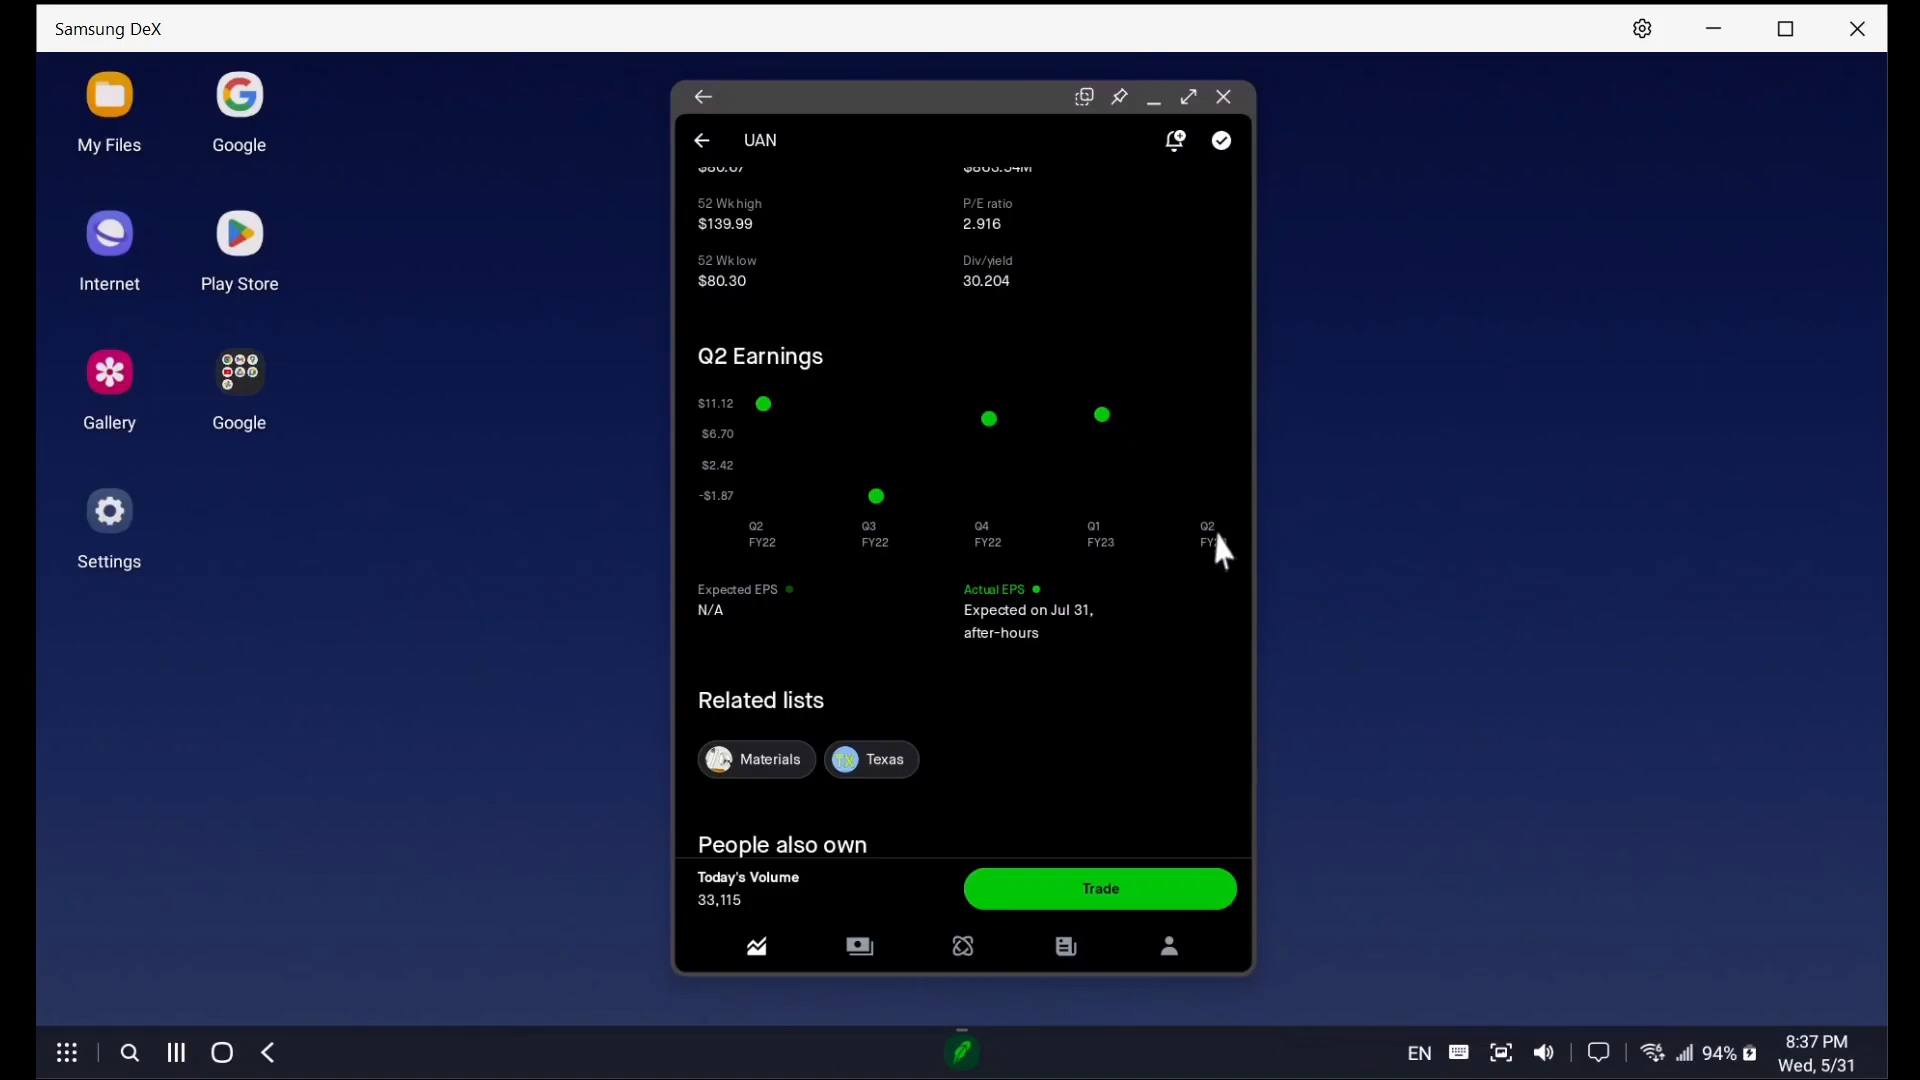 Samsung DeX
My Files
Google
Internet
Play Store
Gallery
Google
Settings
UAN
52 Wk high
$139.99
P/E ratio
2.916
52 Wk low
$80.30
Div/yield
30.204
Q2 Earnings
$11.12
$6.70
$2.42
-$1.87
Q2
FY22
Q3
FY22
Q4
FY22
Q1
FY23
Q2
Expected EPS
N/A
Actual EPS
Expected on Jul 31,
after-hours
Related lists
Materials
TX Texas
People also own
Today's Volume
33,115
Trade
EN
94%
8:37 PM
Wed, 5/31